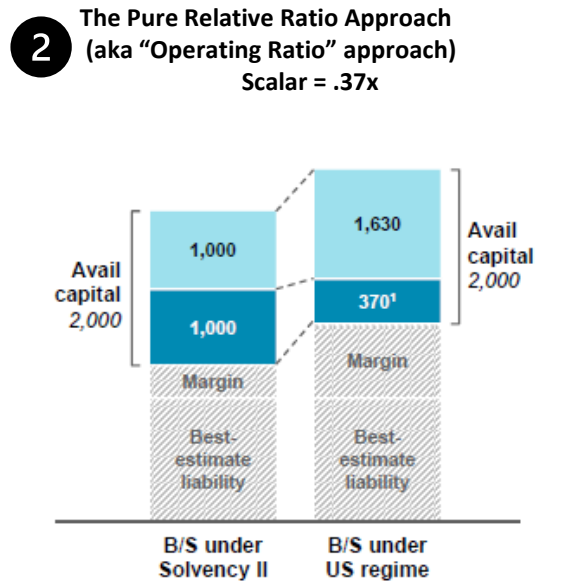 2
The Pure Relative Ratio Approach
(aka “Operating Ratio” approach)
Scalar = .37x
Avail
capital
2,000
1,000
1,000
Margin
Best-
estimate
liability
1,630
370¹
Margin
Best-
estimate
liability
Avail
capital
2,000
B/S under
Solvency II
B/S under
US regime